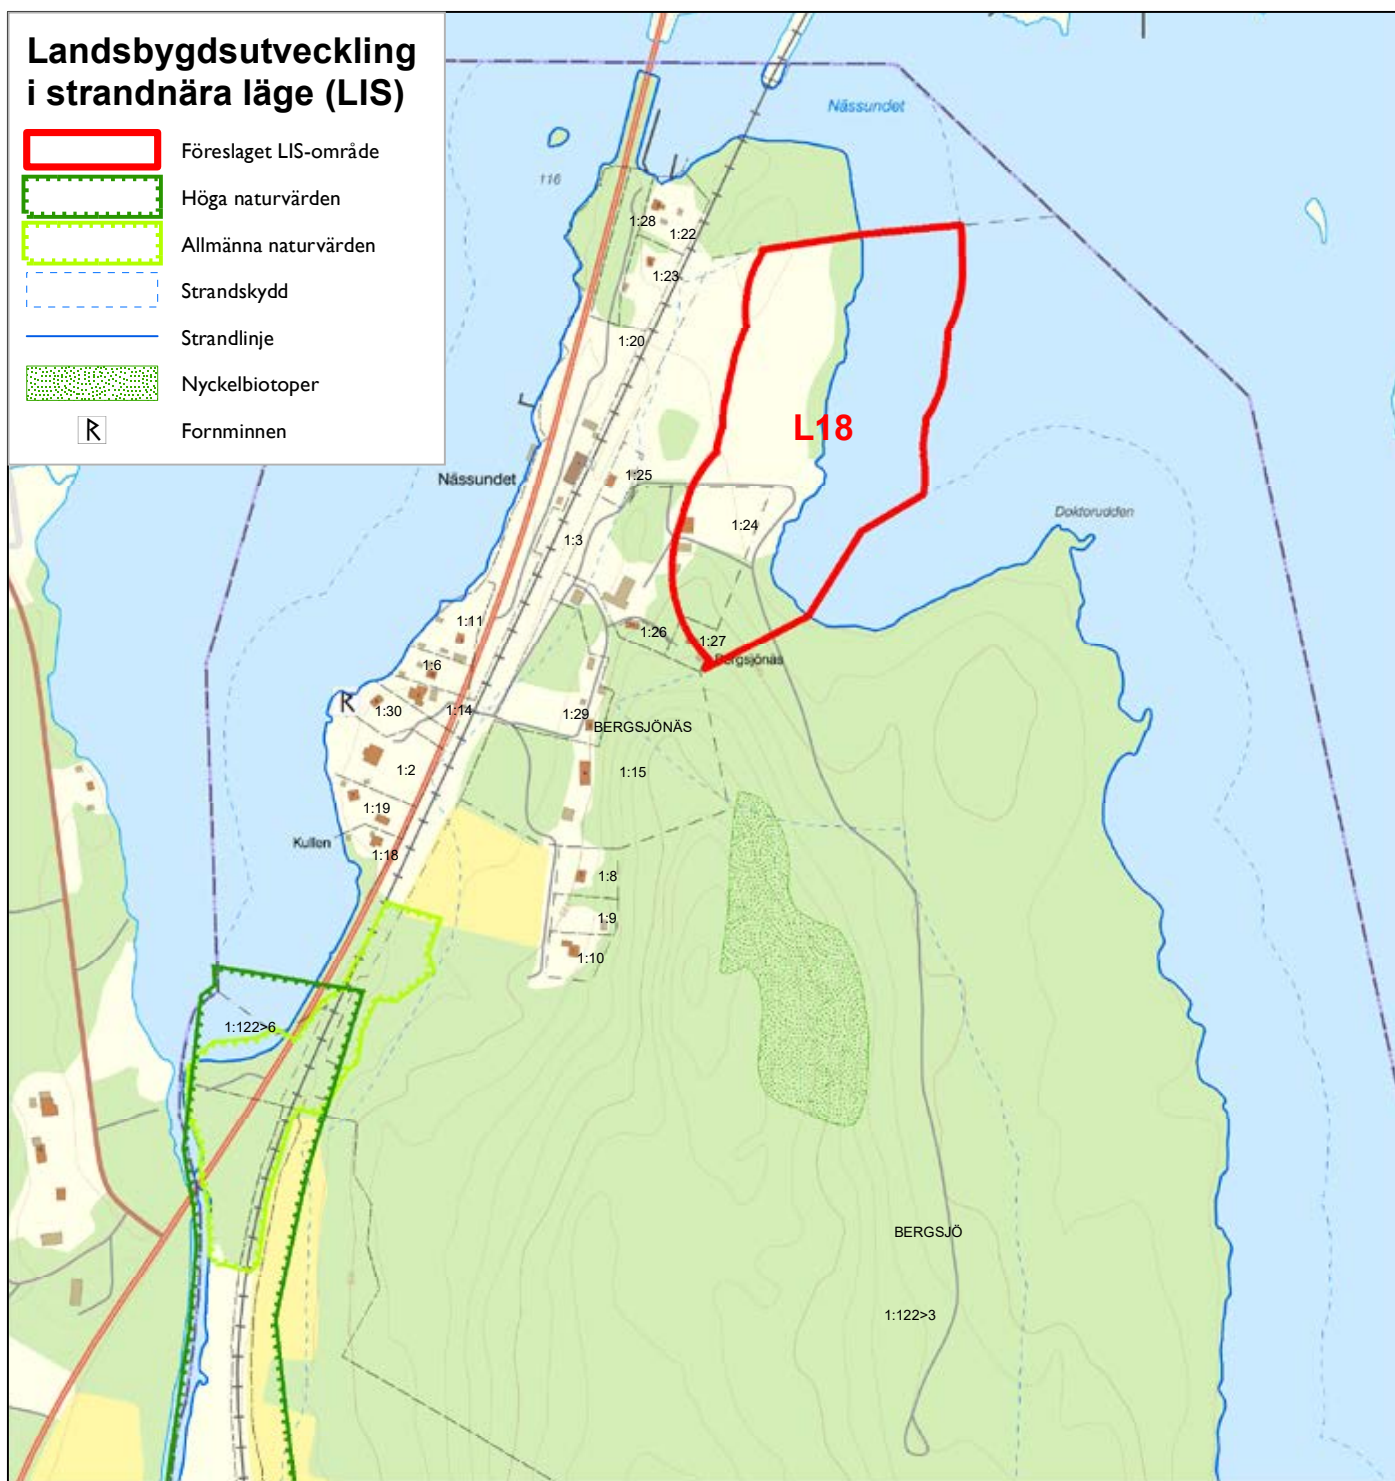 Landsbygdsutveckling
i strandnära läge (LIS)
Föreslaget LIS-område
Höga naturvärden
Allmänna naturvärden
Strandskydd
Strandlinje
Nyckelbiotoper
R Fornminnen
Nässundet
116
1:28
1:22
1:23
1:20
L18
Nässundet
1:25
Doktorudden
1:24
1:3
1:11
1:26
1:27
Bergsjönäs
1:6
R
1:30
1:14
1:29
BERGSJÖNÄS
1:2
1:15
1:19
Kullen
1:18
1:8
1:9
1:10
1:122>6
BERGSJÖ
1:122>3